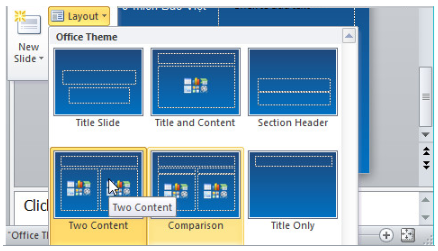 Layout
New
Slide
Office Theme
Title Slide
Title and Content
Section Header
Two Content
Two Content
Comparison
Title Only
Clic
"Office Th